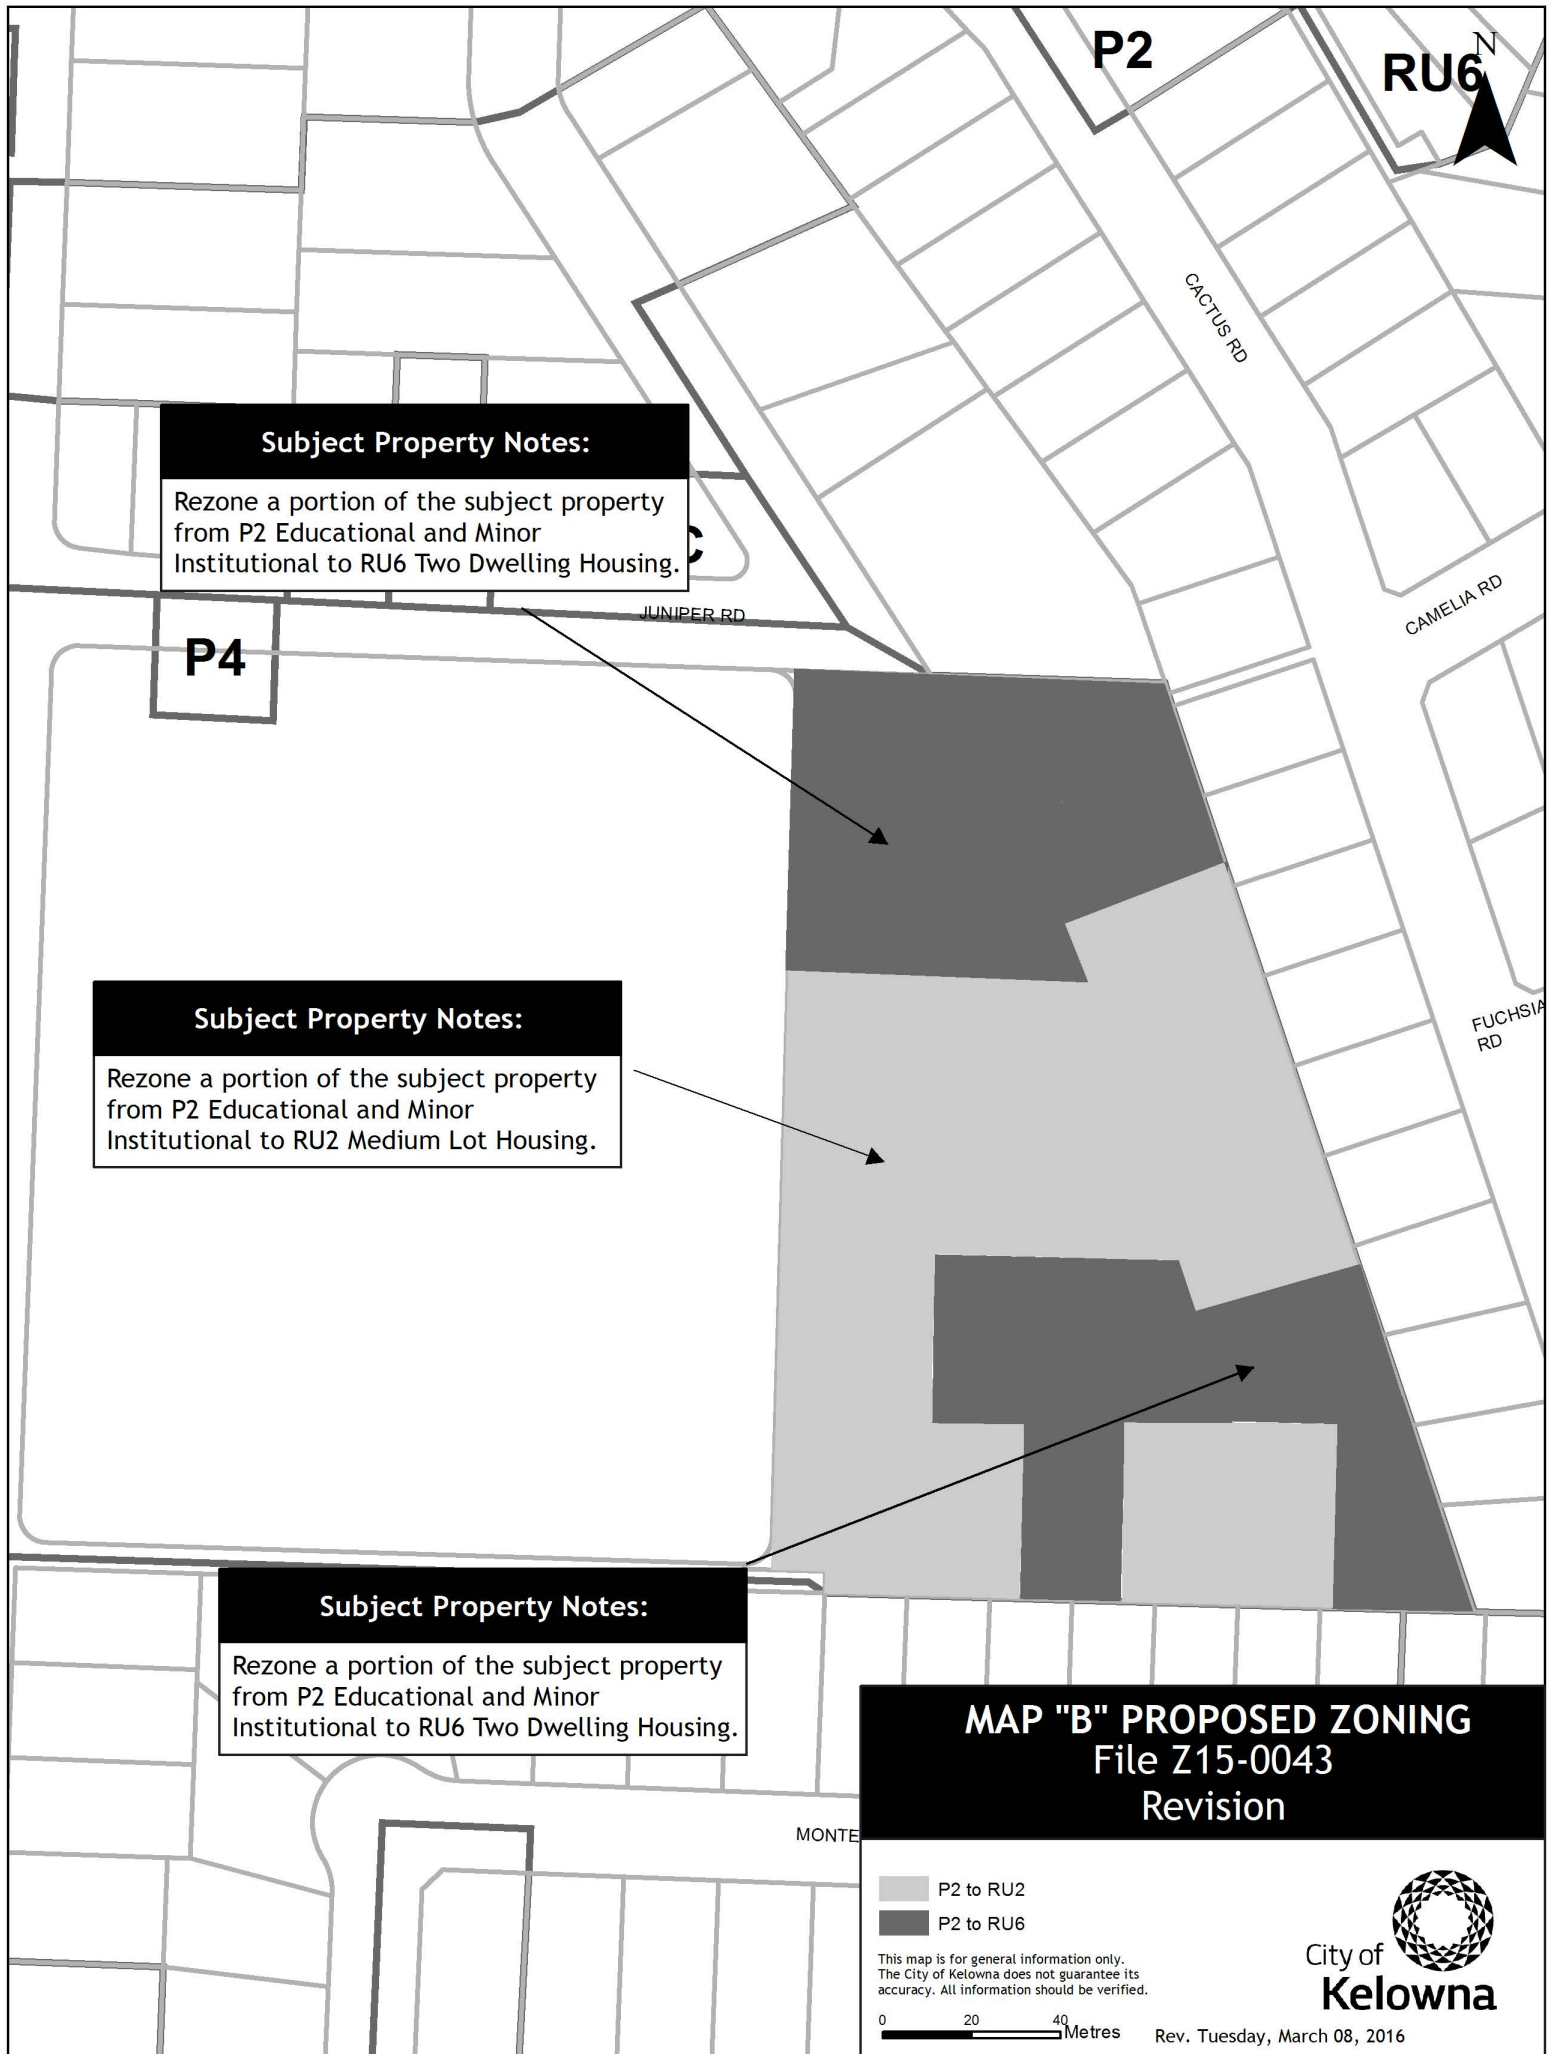 P2
N
RU6
CACTUS RD
Subject Property Notes:
Rezone a portion of the subject property
from P2 Educational and Minor
Institutional to RU6 Two Dwelling Housing.
C
JUNIPER RD
CAMELIA RD
P4
Subject Property Notes:
Rezone a portion of the subject property
from P2 Educational and Minor
Institutional to RU2 Medium Lot Housing.
FUCHSIA
RD
Subject Property Notes:
Rezone a portion of the subject property
from P2 Educational and Minor
Institutional to RU6 Two Dwelling Housing.
MONTE
MAP "B" PROPOSED ZONING
File Z15-0043
Revision
P2 to RU2
P2 to RU6
This map is for general information only.
The City of Kelowna does not guarantee its
accuracy. All information should be verified.
0 20 40 Metres
City of
Kelowna
Rev. Tuesday, March 08, 2016